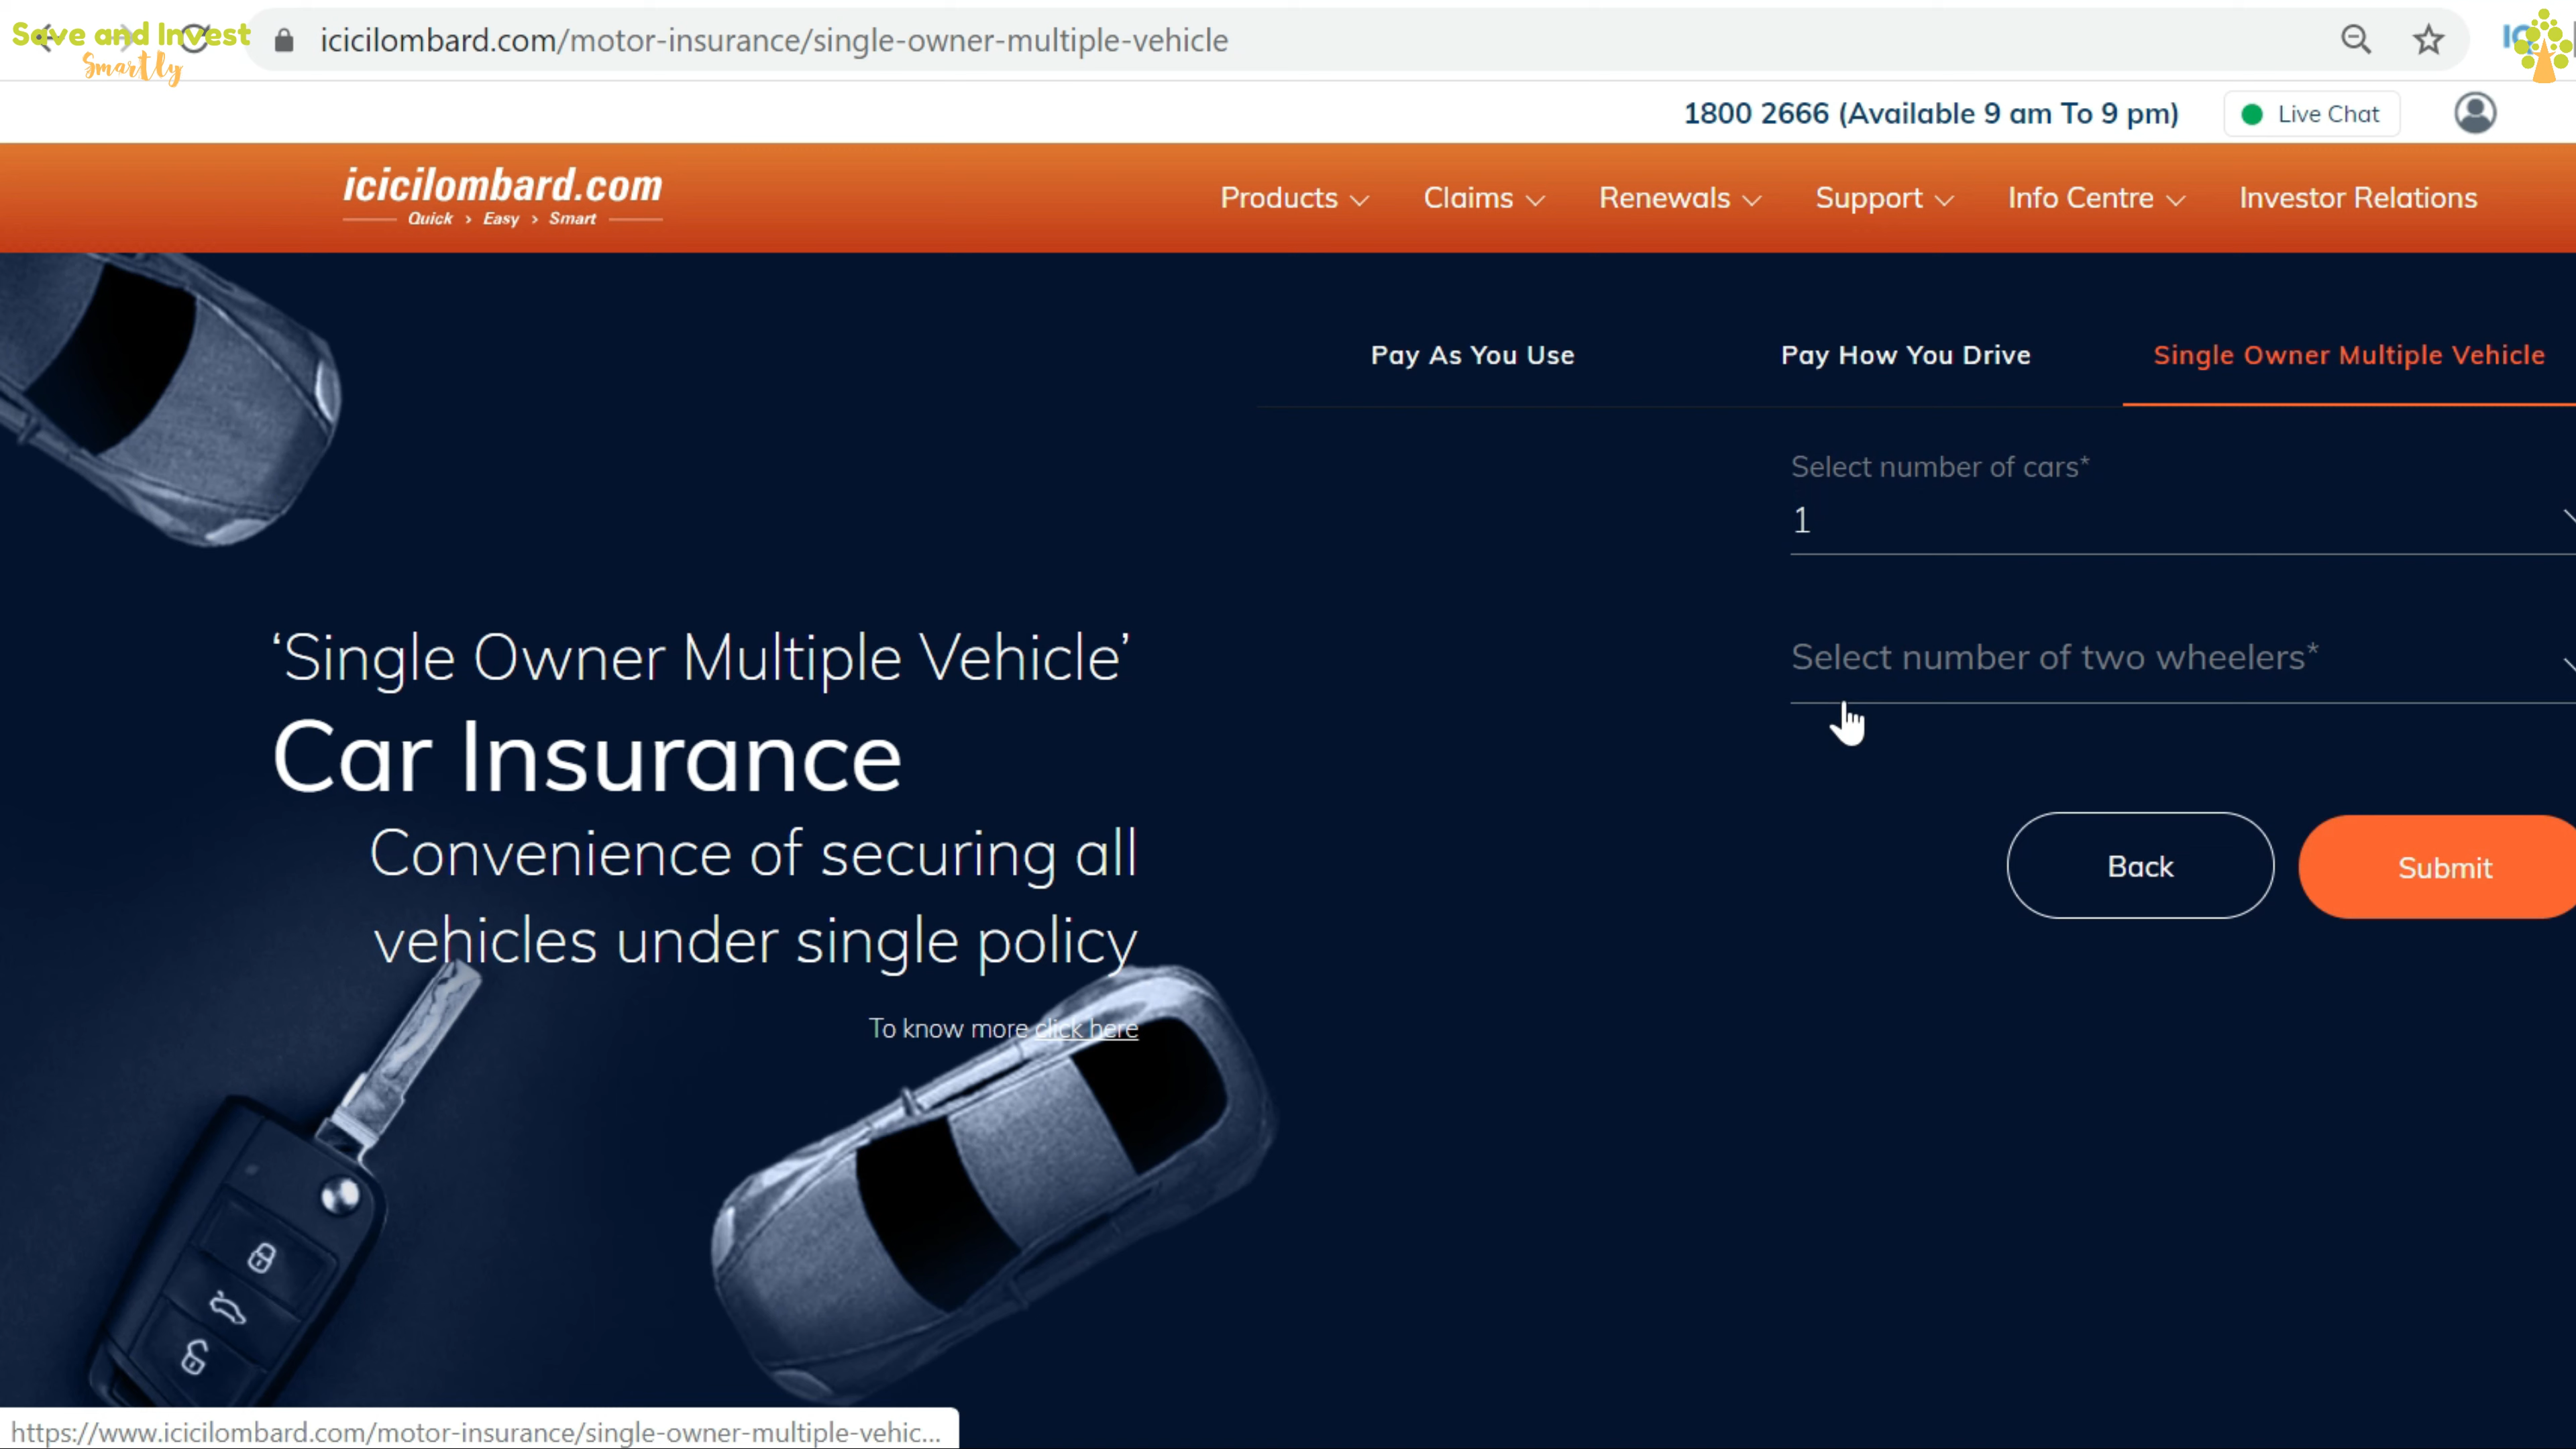 Save and Invest
Smartly
icicilombard.com/motor-insurance/single-owner-multiple-vehicle
1800 2666 (Available 9 am To 9 pm)
Live Chat
icicilombard.com
Quick > Easy > Smart
Products
Claims
Renewals
Support
Info Centre
Investor Relations
Pay As You Use
Pay How You Drive
Single Owner Multiple Vehicle
Select number of cars*
1
Select number of two wheelers*
Back
Submit
‘Single Owner Multiple Vehicle’
Car Insurance
Convenience of securing all
vehicles under single policy
To know more click here
https://www.icicilombard.com/motor-insurance/single-owner-multiple-vehic...